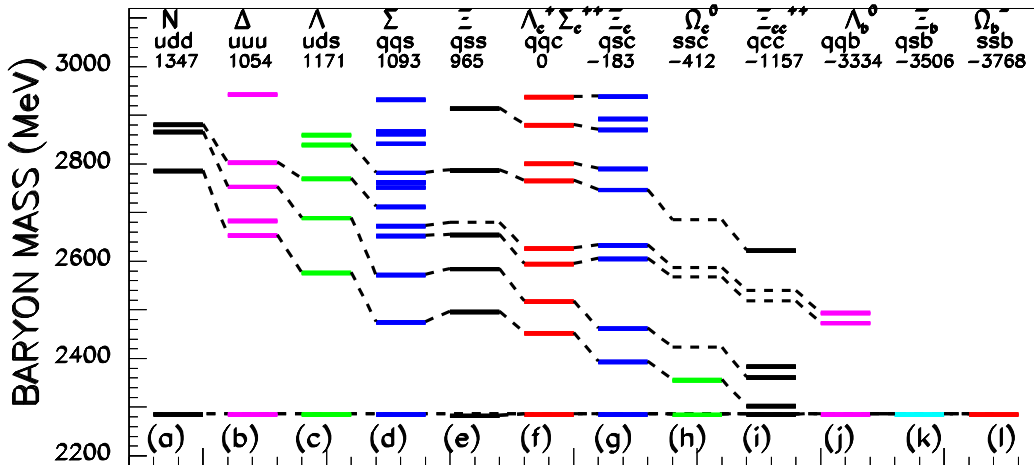 N Δ Λ Σ Ξ Λc+ Σc++ Ξc Ωc0 Ξcc++ Λb0 Ξb Ωb-
udd uuu uds qqs qss qqc qsc ssc qcc qqb qsb ssb
1347 1054 1171 1093 965 0 -183 -412 -1157 -3334 -3506 -3768
3000
2800
2600
2400
2200
BARYON MASS (MeV)
(a) (b) (c) (d) (e) (f) (g) (h) (i) (j) (k) (l)